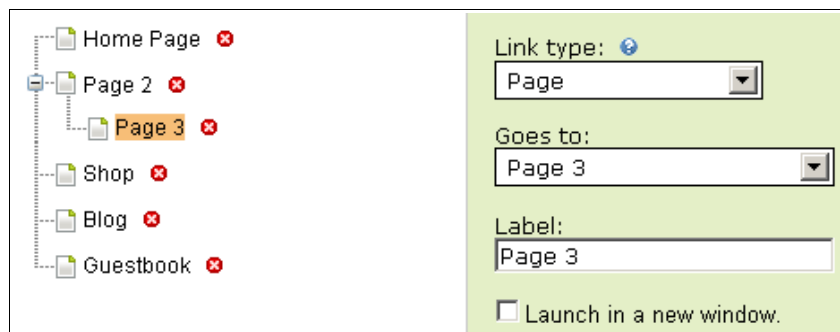 Home Page
Page 2
Page 3
Shop
Blog
Guestbook
Link type:
Page
Goes to:
Page 3
Label:
Page 3
Launch in a new window.